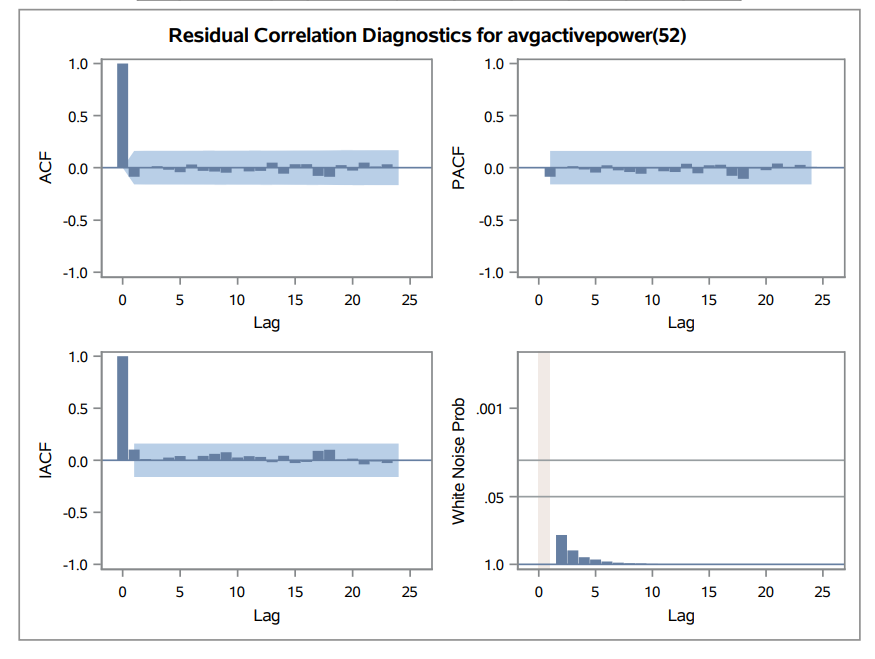 Residual Correlation Diagnostics for avgactivepower(52)
1.0
0.5
0.0
-0.5
-1.0
ACF
0 5 10 15 20 25
Lag
1.0
0.5
0.0
-0.5
-1.0
PACF
0 5 10 15 20 25
Lag
1.0
0.5
0.0
-0.5
-1.0
IACF
0 5 10 15 20 25
Lag
.001
.05
1.0
White Noise Prob
0 5 10 15 20 25
Lag